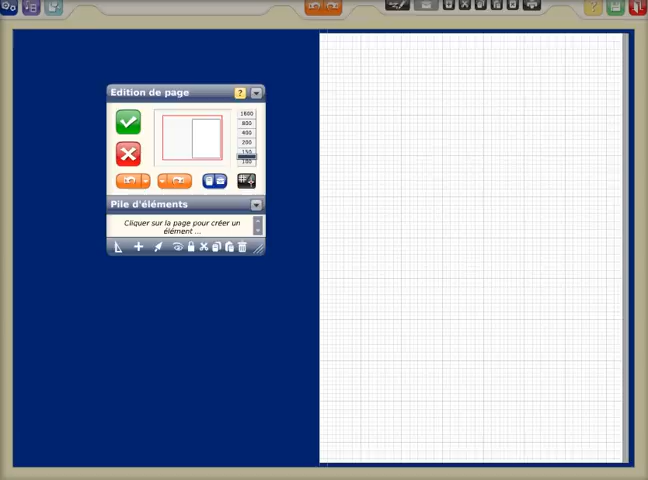 ?
Edition de page
?
1600
800
400
200
150
100
Pile d'éléments
Cliquer sur la page pour créer un
élément ...